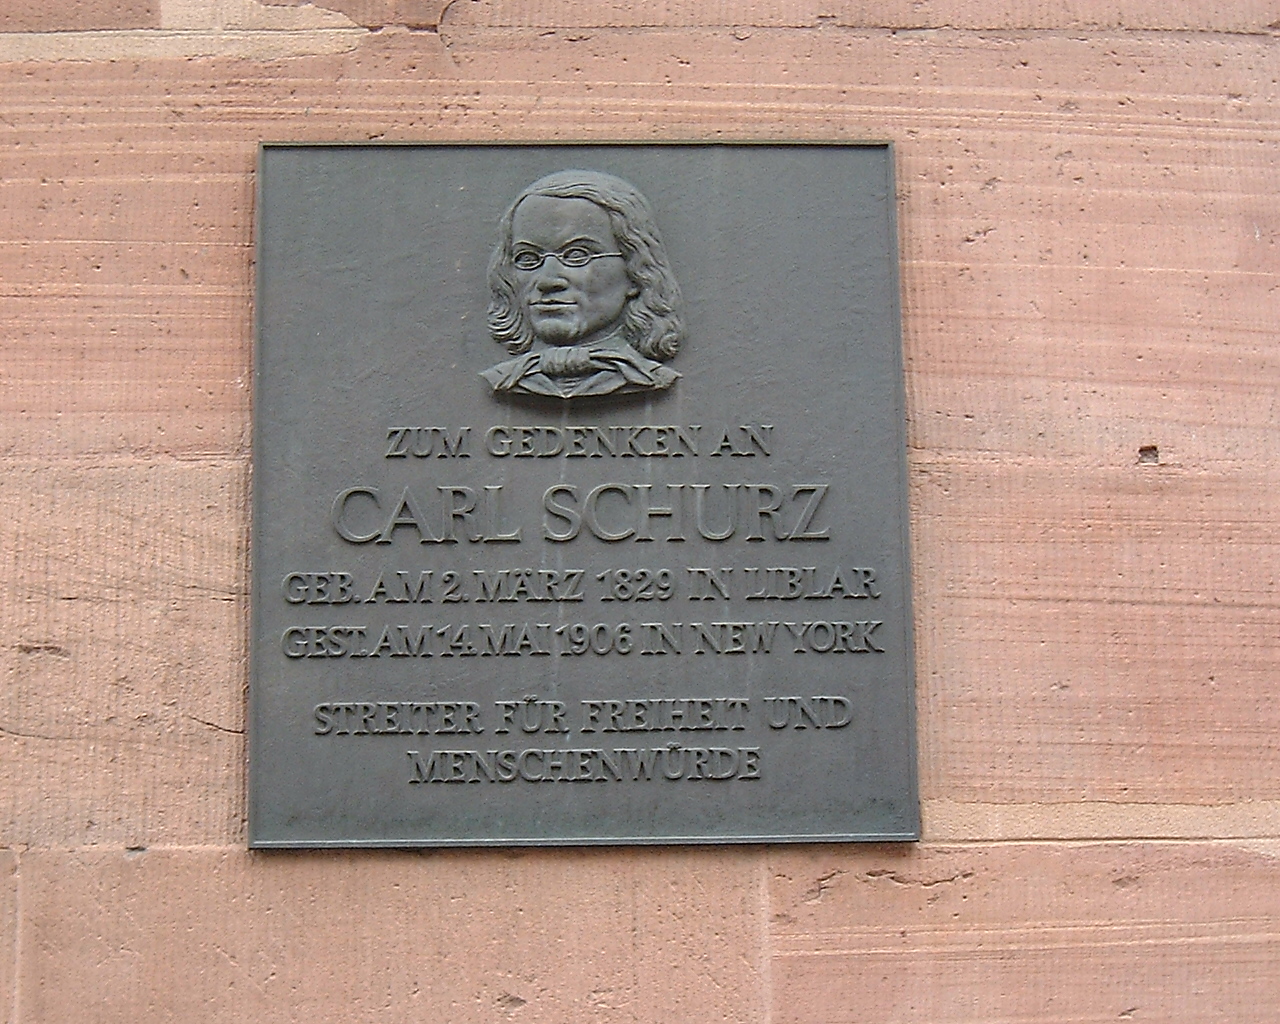 ZUM GEDENKEN AN
CARL SCHURZ
GEB. AM 2. MÄRZ 1829 IN LIBLAR
GEST. AM 14. MAI 1906 IN NEW YORK
STREITER FÜR FREIHEIT UND
MENSCHENWÜRDE